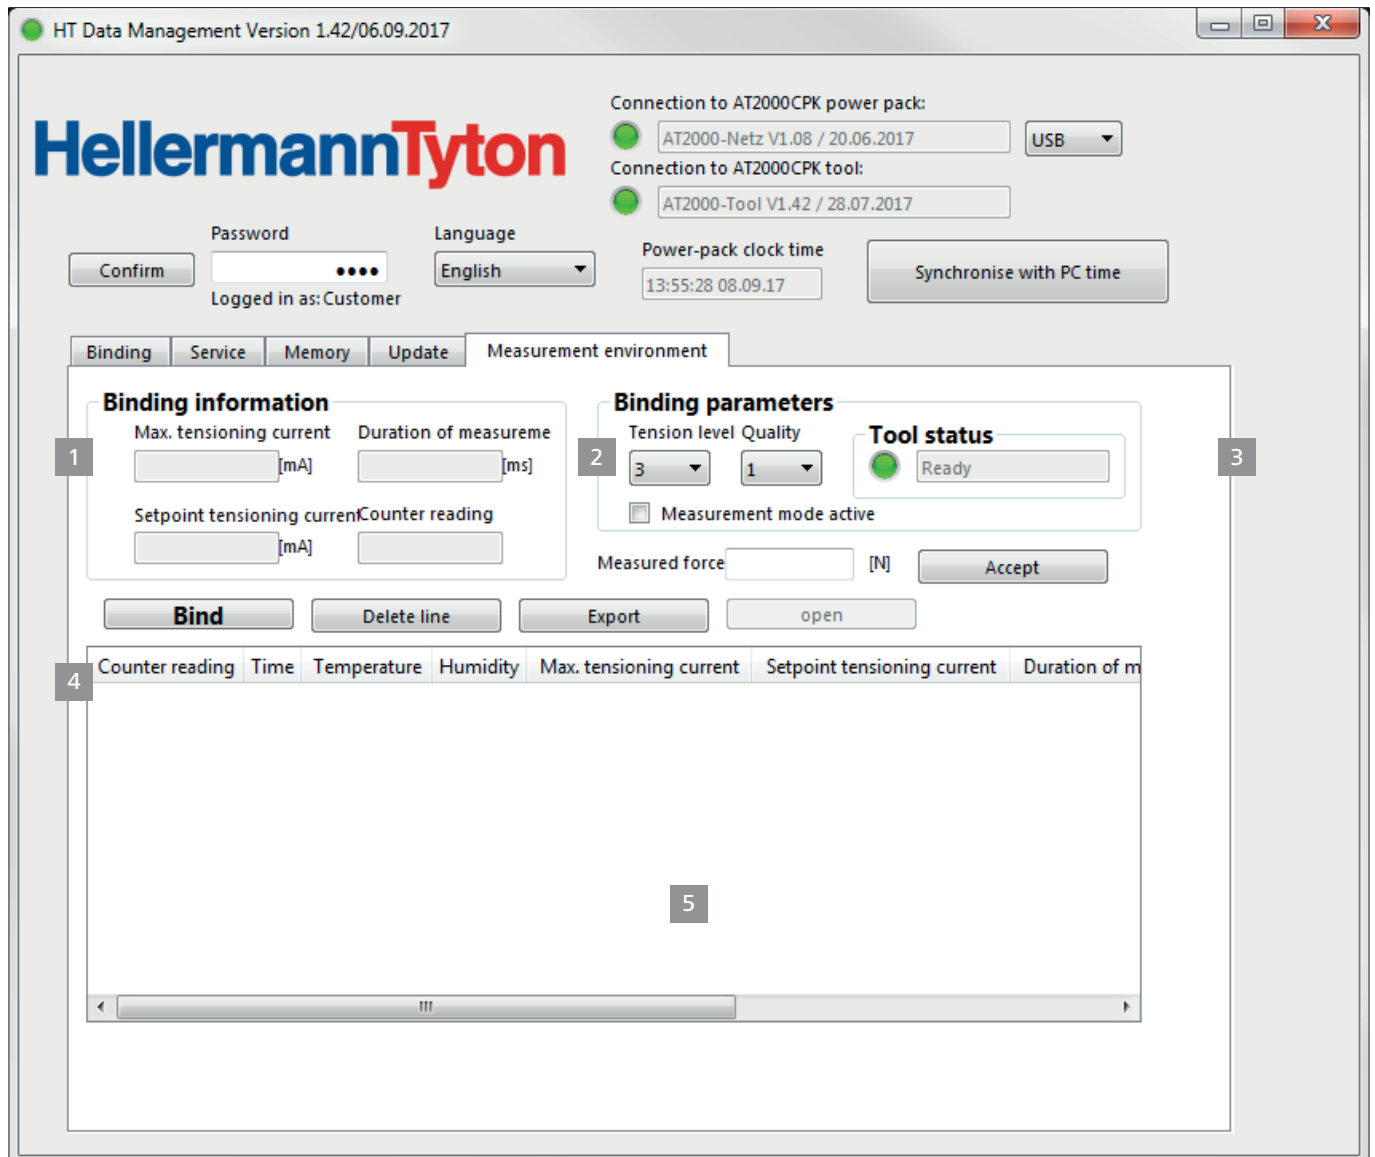 HT Data Management Version 1.42/06.09.2017
HellermannTyton
Connection to AT2000CPK power pack:
AT2000-Netz V1.08 / 20.06.2017
USB
Connection to AT2000CPK tool:
AT2000-Tool V1.42 / 28.07.2017
Password
Language
Power-pack clock time
Confirm
••••
English
13:55:28 08.09.17
Synchronise with PC time
Logged in as: Customer
Binding Service Memory Update Measurement environment
Binding information
Max. tensioning current Duration of measureme
1
[mA]
[ms]
Setpoint tensioning current Counter reading
[mA]
Binding parameters
Tension level Quality
2
3
1
Tool status
Ready
3
Measurement mode active
Measured force
[N]
Accept
Bind
Delete line
Export
open
4
Counter reading Time Temperature Humidity Max. tensioning current Setpoint tensioning current Duration of m
5